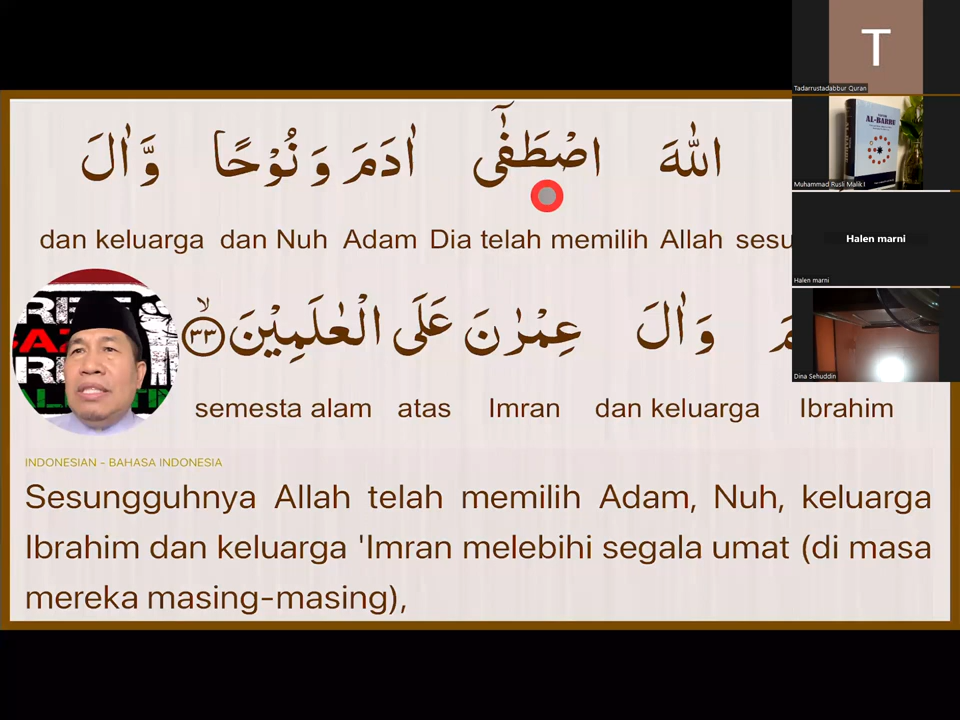 اللّٰهَ اصْطَفٰٓى اٰدَمَ وَ نُوْحًا وَّ اٰلَ
dan keluarga dan Nuh Adam Dia telah memilih Allah sesu
وَ اٰلَ عِمْرٰنَ عَلَى الْعٰلَمِيْنَ ۙ ٣٣
semesta alam atas Imran dan keluarga Ibrahim
INDONESIAN - BAHASA INDONESIA
Sesungguhnya Allah telah memilih Adam, Nuh, keluarga
Ibrahim dan keluarga 'Imran melebihi segala umat (di masa
mereka masing-masing),
T
Tadarrustadabbur Quran
AL-BARRU
Muhammad Rusli Malik I
Halen marni
Halen marni
Dina Sehuddin